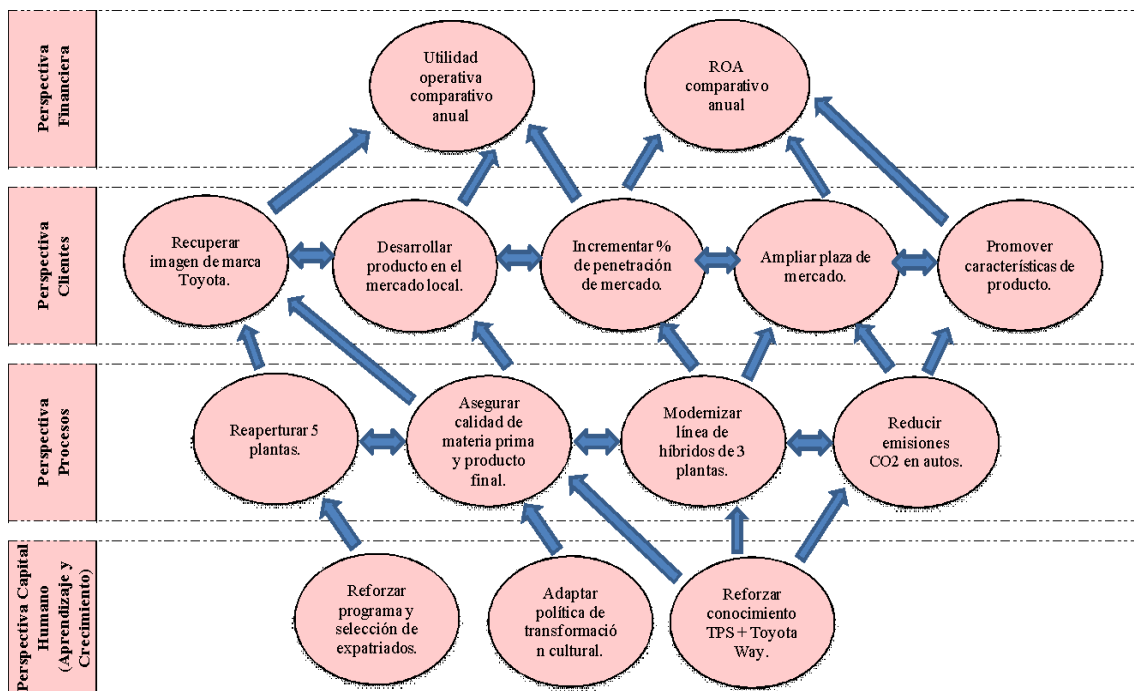 Perspectiva
Financiera
Utilidad
operativa
comparativo
anual
ROA
comparativo
anual
Perspectiva
Clientes
Recuperar
imagen de marca
Toyota.
Desarrollar
producto en el
mercado local.
Incrementar %
de penetración
de mercado.
Ampliar plaza de
mercado.
Promover
características de
producto.
Perspectiva
Procesos
Reaperturar 5
plantas.
Asegurar
calidad de
materia prima
y producto
final.
Modernizar
línea de
híbridos de 3
plantas.
Reducir
emisiones
CO2 en autos.
Perspectiva Capital
Humano
(Aprendizaje y
Crecimiento)
Reforzar
programa y
selección de
expatriados.
Adaptar
política de
transformació
n cultural.
Reforzar
conocimiento
TPS + Toyota
Way.